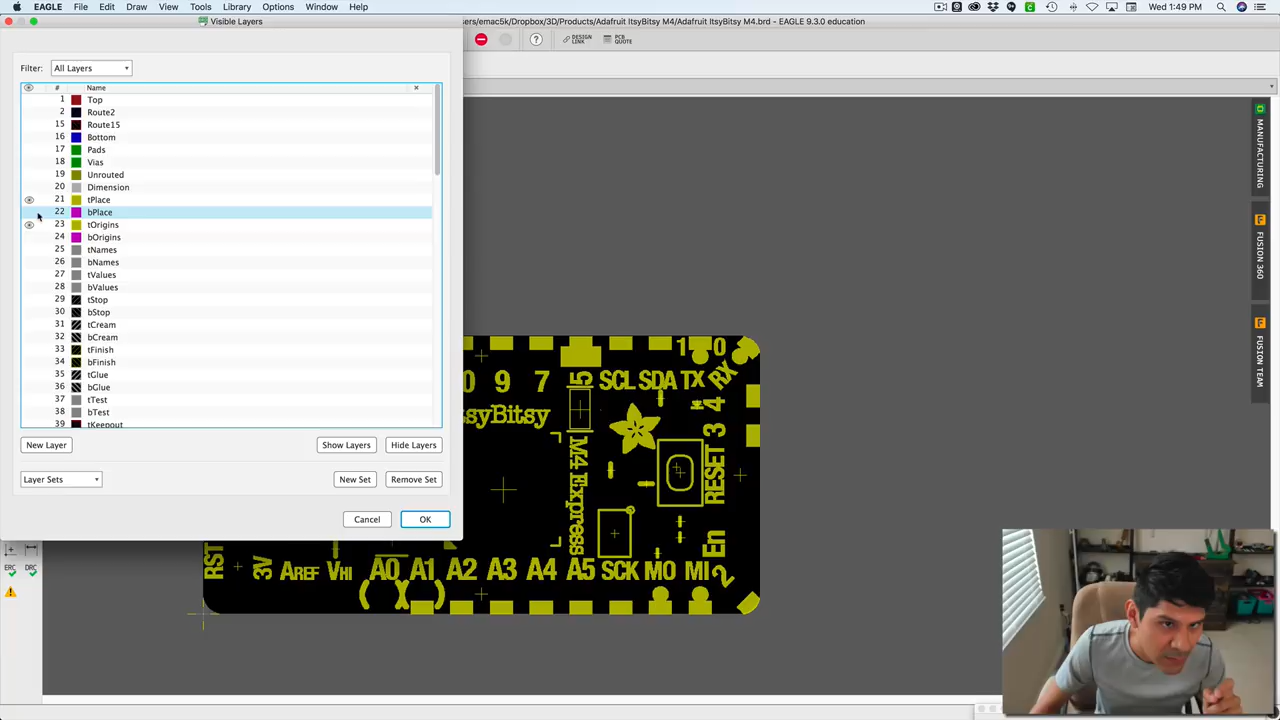 EAGLE File Edit Draw View Tools Library Options Window Help
Wed 1:49 PM
Visible Layers
sers/emac5k/Dropbox/3D/Products/Adafruit ItsyBitsy M4/Adafruit ItsyBitsy M4.brd - EAGLE 9.3.0 education
DESIGN LINK
PCB QUOTE
Filter: All Layers
# Name
1 Top
2 Route2
15 Route15
16 Bottom
17 Pads
18 Vias
19 Unrouted
20 Dimension
21 tPlace
22 bPlace
23 tOrigins
24 bOrigins
25 tNames
26 bNames
27 tValues
28 bValues
29 tStop
30 bStop
31 tCream
32 bCream
33 tFinish
34 bFinish
35 tGlue
36 bGlue
37 tTest
38 bTest
39 tKeepout
New Layer Show Layers Hide Layers
Layer Sets New Set Remove Set
Cancel OK
ERC DRC
MANUFACTURING
FUSION 360
FUSION TEAM
1 0
9 7 5 SCL SDA TX RX
syBitsy
M4 Express
RESET 3 4
En
2
RST 3V AREF VHI A0 A1 A2 A3 A4 A5 SCK MO MI